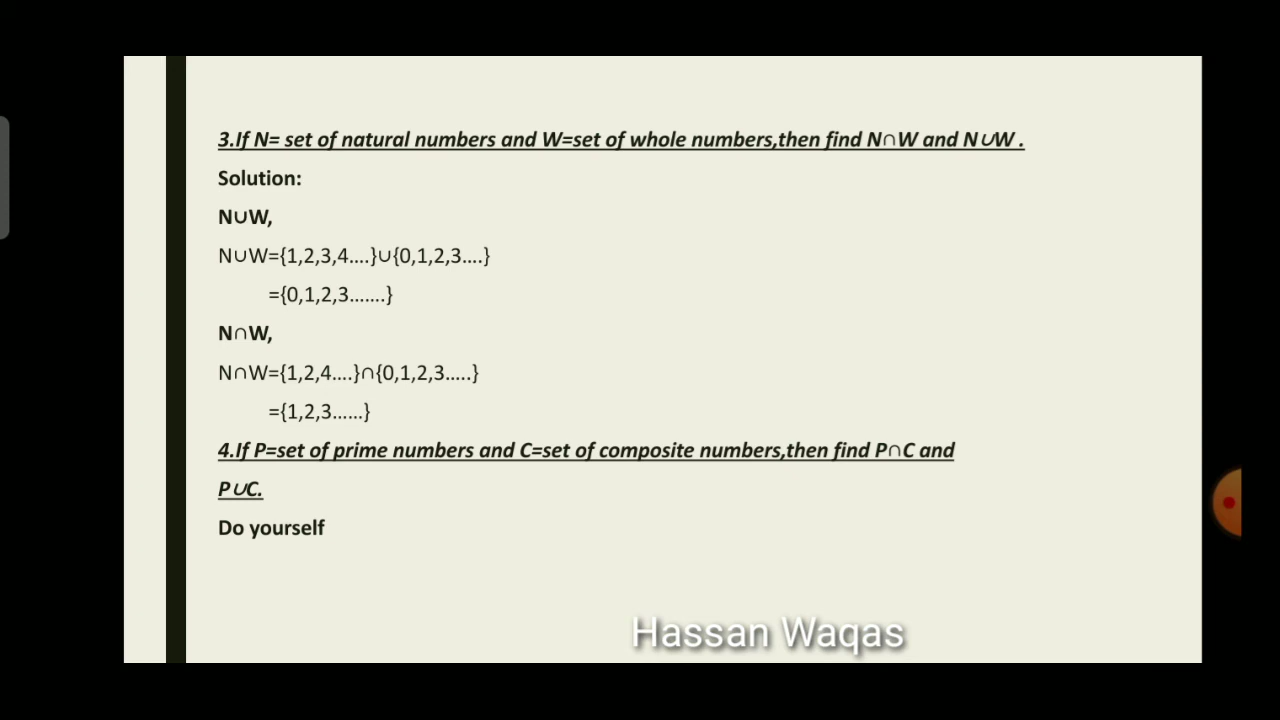 3.If N= set of natural numbers and W=set of whole numbers,then find N∩W and N∪W .
Solution:
N∪W,
N∪W={1,2,3,4....}∪{0,1,2,3....}
={0,1,2,3.......}
N∩W,
N∩W={1,2,4....}∩{0,1,2,3.....}
={1,2,3......}
4.If P=set of prime numbers and C=set of composite numbers,then find P∩C and
P∪C.
Do yourself
Hassan Waqas